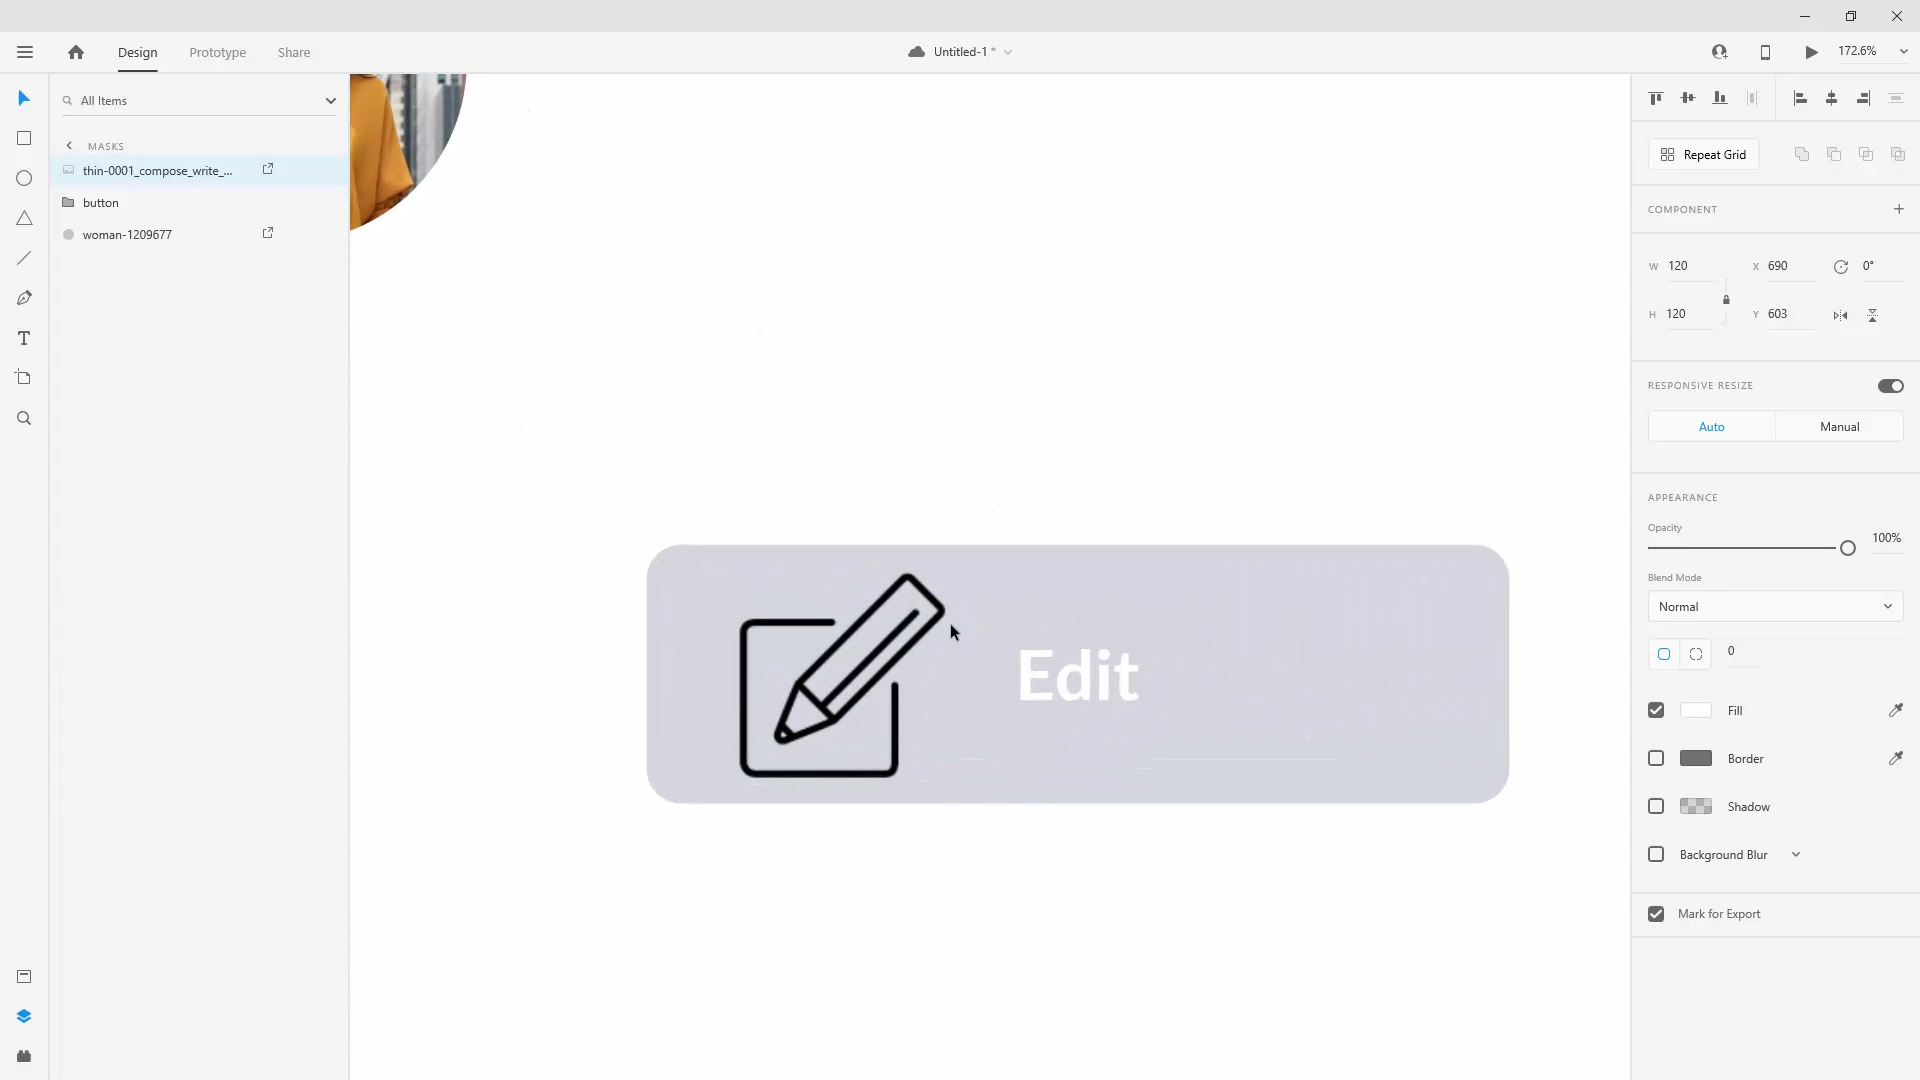 Design
Prototype
Share
Untitled-1 *
172.6%
All Items
MASKS
thin-0001_compose_write_...
button
woman-1209677
Edit
Repeat Grid
COMPONENT
W 120
X 690
0°
H 120
Y 603
RESPONSIVE RESIZE
Auto
Manual
APPEARANCE
Opacity
100%
Blend Mode
Normal
0
Fill
Border
Shadow
Background Blur
Mark for Export